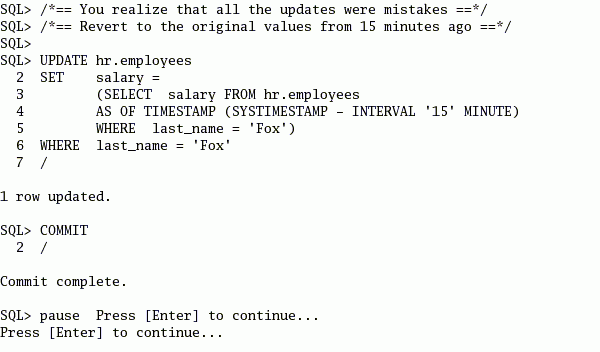 SQL> /*== You realize that all the updates were mistakes ==*/
SQL> /*== Revert to the original values from 15 minutes ago ==*/
SQL>
SQL> UPDATE hr.employees
  2  SET    salary =
  3         (SELECT  salary FROM hr.employees
  4         AS OF TIMESTAMP (SYSTIMESTAMP – INTERVAL '15' MINUTE)
  5         WHERE  last_name = 'Fox')
  6  WHERE  last_name = 'Fox'
  7  /

1 row updated.

SQL> COMMIT
  2  /

Commit complete.

SQL> pause  Press [Enter] to continue...
Press [Enter] to continue...